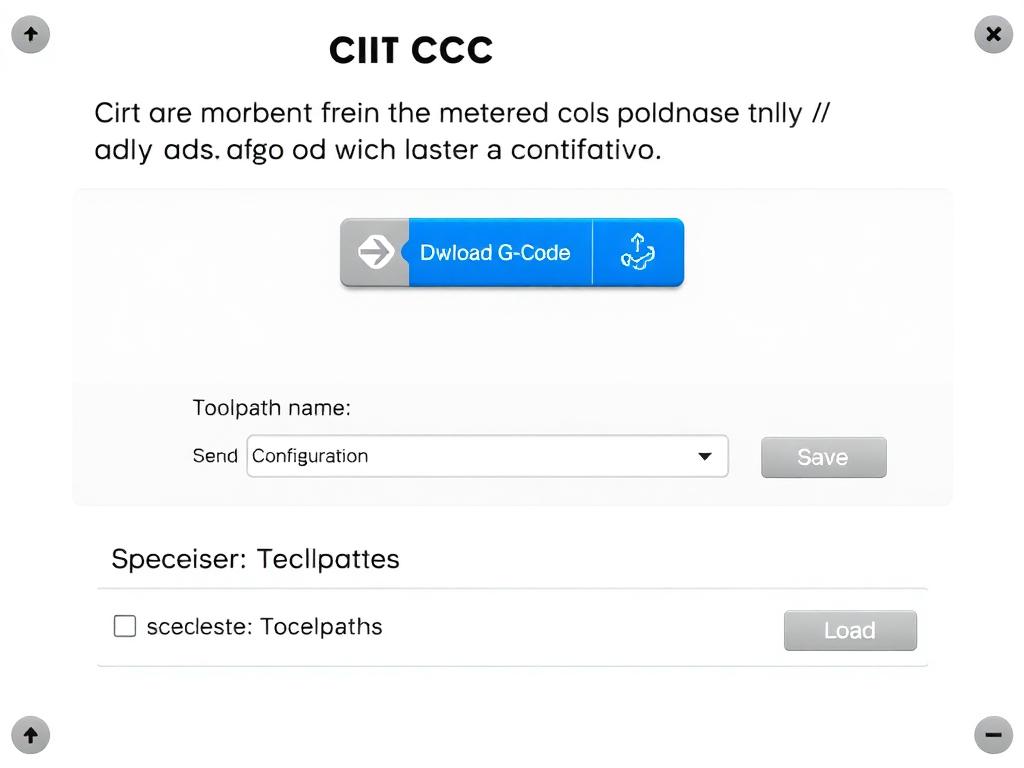 CIIT CCC
Cirt are morbent frein the metered cols poldnase tnlly //
adly ads. afgo od wich laster a contifativo.
Dwload G-Code
Toolpath name:
Send Configuration
Save
Speceiser: Tecllpattes
scecleste: Tocelpaths
Load